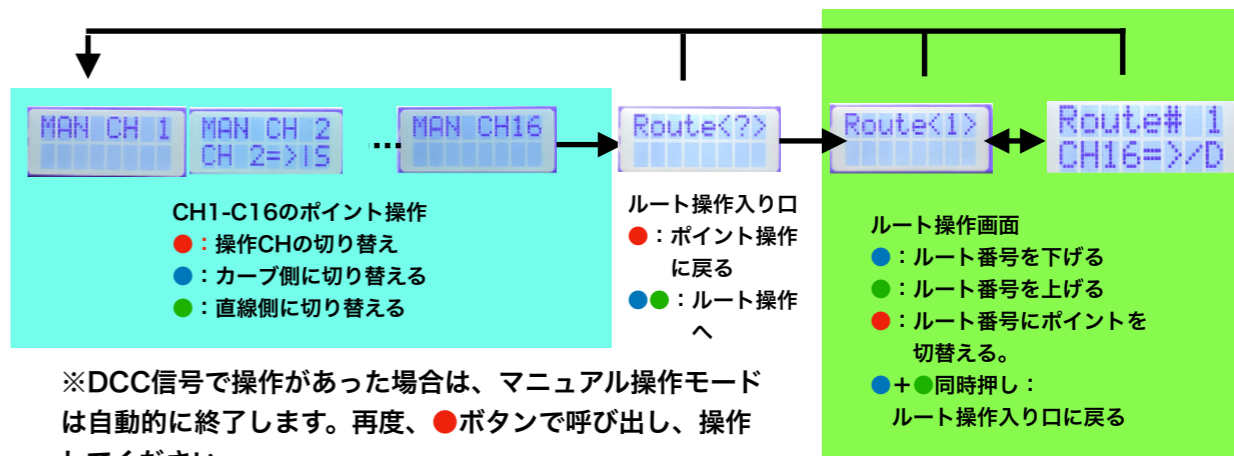 MAN CH 1
MAN CH 2
CH 2=>|S
…
MAN CH16
Route<?>
Route<1>
Route# 1
CH16=>/D
CH1-C16のポイント操作
●：操作CHの切り替え
●：カーブ側に切り替える
●：直線側に切り替える
ルート操作入り口
●：ポイント操作
に戻る
●●：ルート操作
へ
ルート操作画面
●：ルート番号を下げる
●：ルート番号を上げる
●：ルート番号にポイントを
切替える。
●+●同時押し：
ルート操作入り口に戻る
※DCC信号で操作があった場合は、マニュアル操作モード
は自動的に終了します。再度、●ボタンで呼び出し、操作
してください